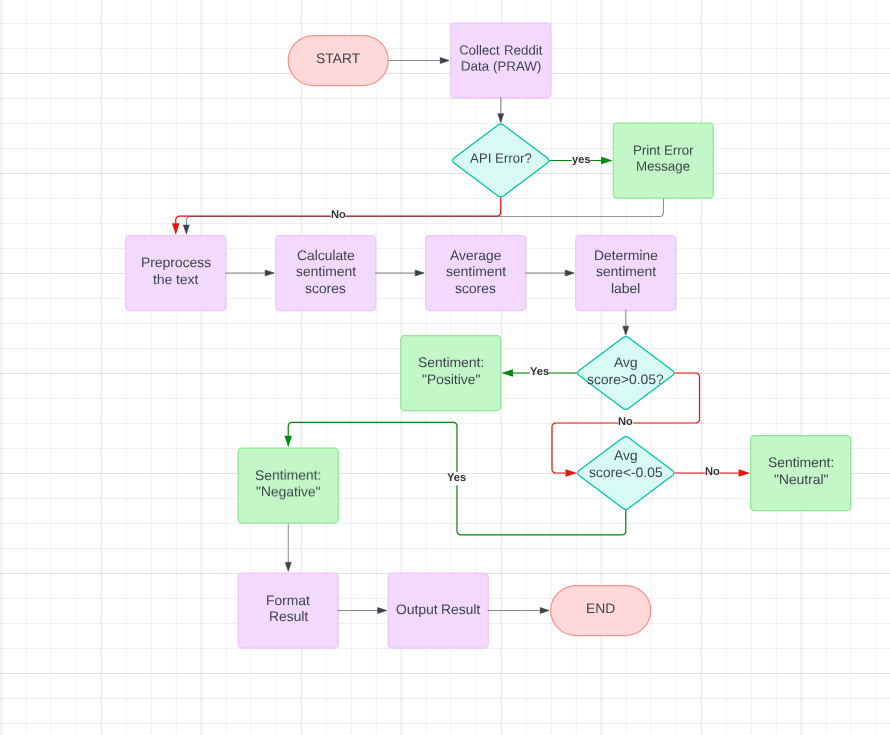 START
Collect Reddit
Data (PRAW)
API Error?
yes
Print Error
Message
No
Preprocess
the text
Calculate
sentiment
scores
Average
sentiment
scores
Determine
sentiment
label
Avg
score>0.05?
Yes
Sentiment:
"Positive"
No
Avg
score<-0.05
No
Sentiment:
"Neutral"
Yes
Sentiment:
"Negative"
Format
Result
Output Result
END